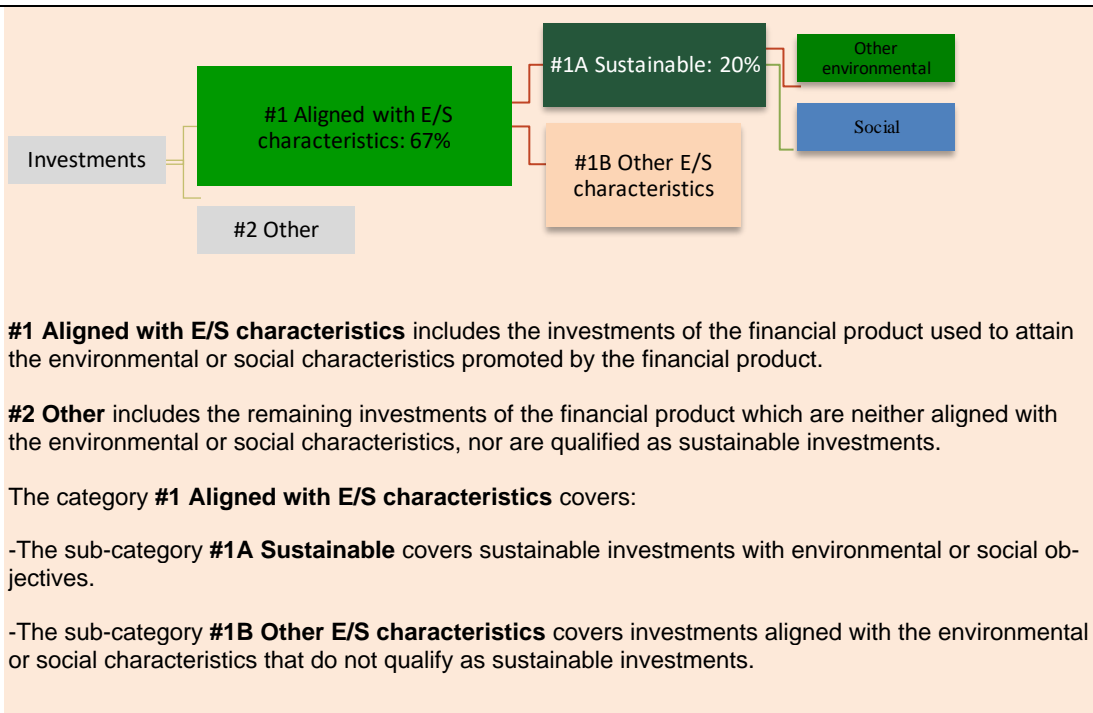 Investments
#1 Aligned with E/S
characteristics: 67%
#2 Other
#1A Sustainable: 20%
#1B Other E/S
characteristics
Other
environmental
Social
#1 Aligned with E/S characteristics includes the investments of the financial product used to attain
the environmental or social characteristics promoted by the financial product.
#2 Other includes the remaining investments of the financial product which are neither aligned with
the environmental or social characteristics, nor are qualified as sustainable investments.
The category #1 Aligned with E/S characteristics covers:
-The sub-category #1A Sustainable covers sustainable investments with environmental or social ob-
jectives.
-The sub-category #1B Other E/S characteristics covers investments aligned with the environmental
or social characteristics that do not qualify as sustainable investments.